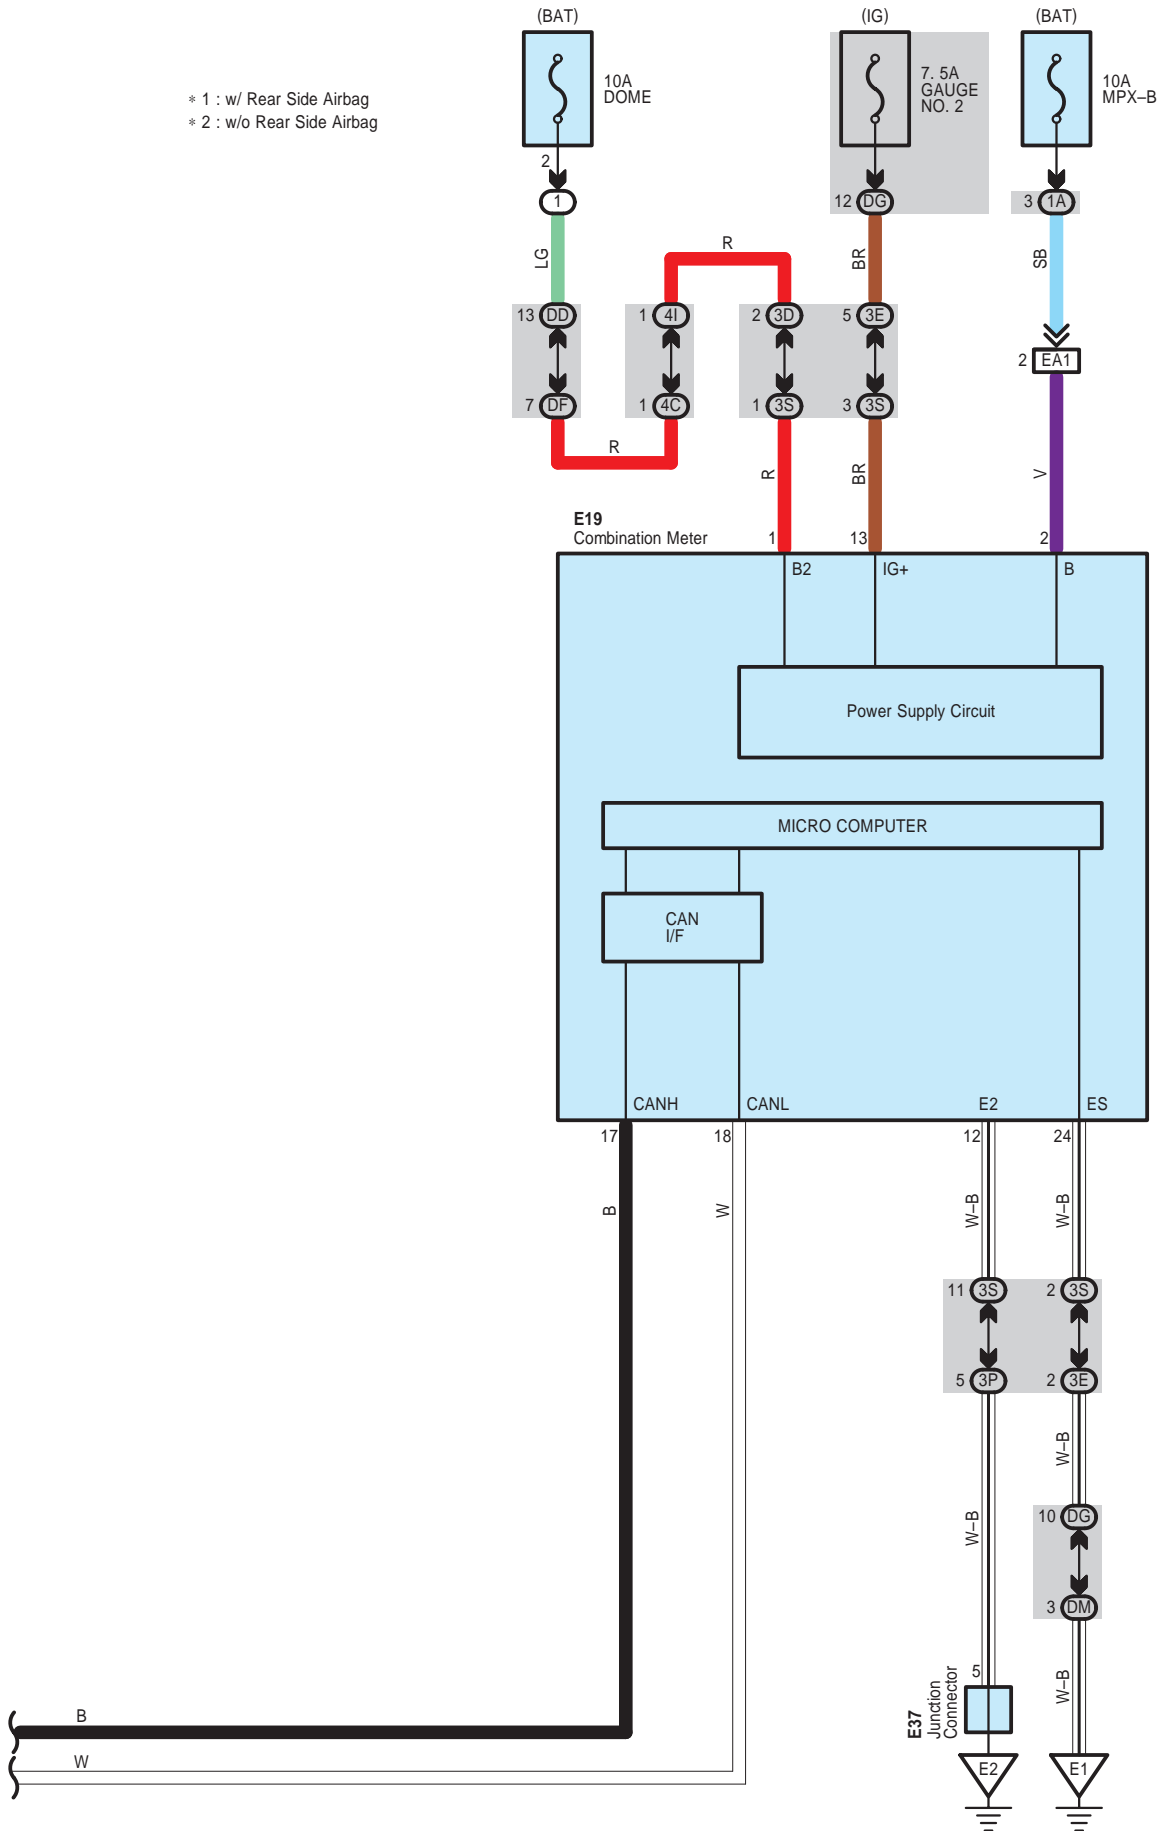 (BAT)
(IG)
(BAT)
* 1 : w/ Rear Side Airbag
* 2 : w/o Rear Side Airbag
10A
DOME
7. 5A
GAUGE
NO. 2
10A
MPX–B
2
1
12 DG
3 1A
LG
R
BR
SB
13 DD
1 4I
2 3D
5 3E
2 EA1
7 DF
1 4C
1 3S
3 3S
R
R
BR
V
E19
Combination Meter
1
13
2
B2
IG+
B
Power Supply Circuit
MICRO COMPUTER
CAN
I/F
CANH
CANL
E2
ES
17
18
12
24
B
W
W–B
W–B
11 3S
2 3S
5 3P
2 3E
W–B
W–B
10 DG
3 DM
5
W–B
E37
Junction
Connector
B
W
E2
E1